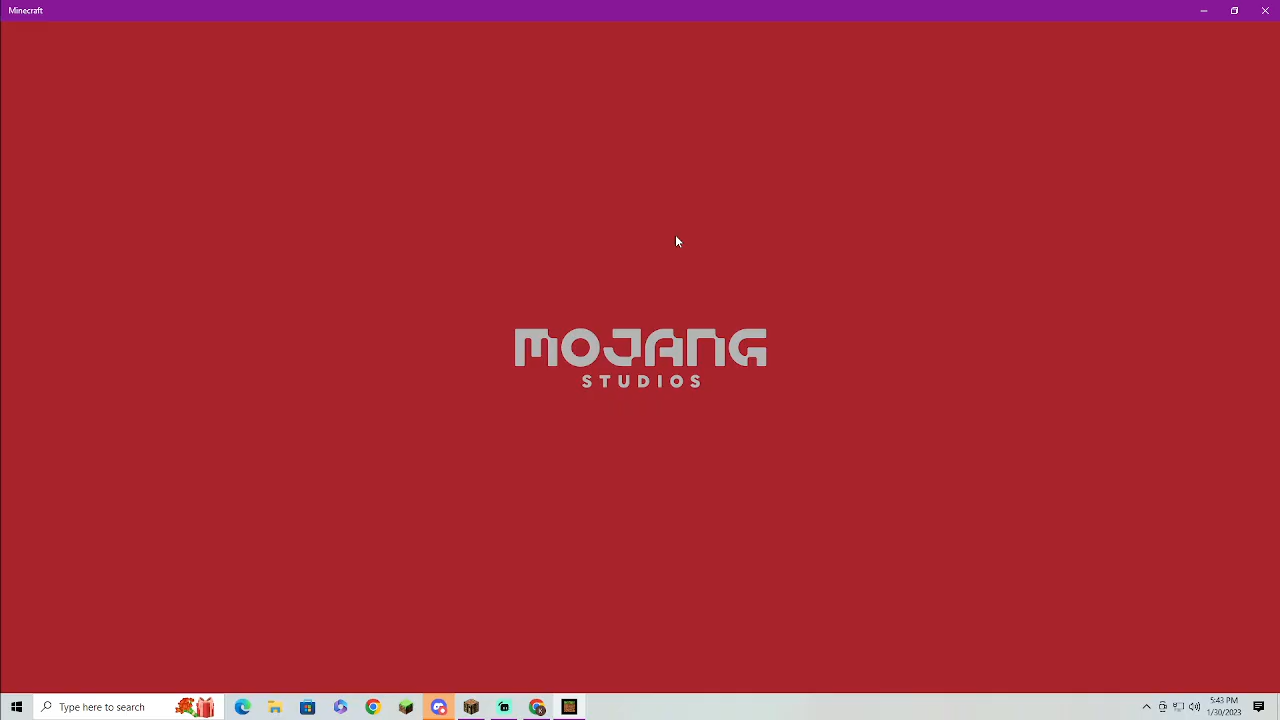 Minecraft
MOJANG
STUDIOS
Type here to search
5:43 PM
1/30/2023